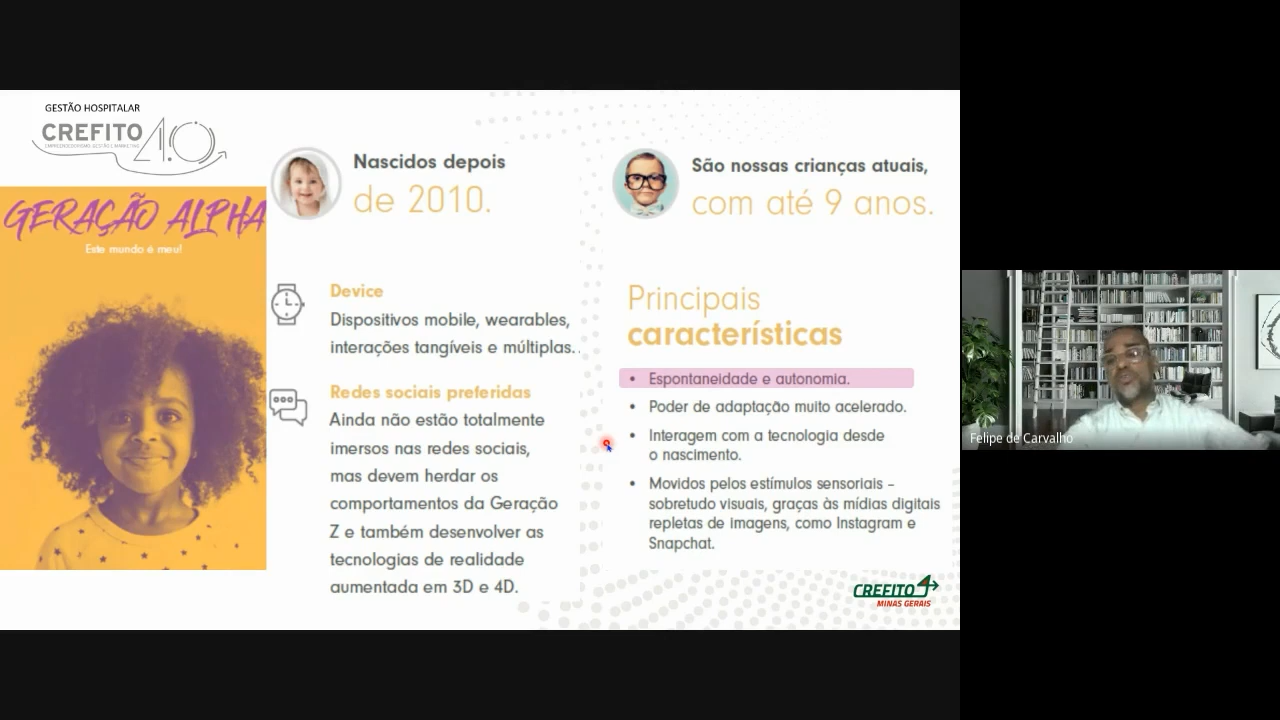 GESTÃO HOSPITALAR
CREFITO 4.0
EMPREENDEDORISMO GESTÃO E MARKETING
GERAÇÃO ALPHA
Este mundo é meu!
Nascidos depois
de 2010.
Device
Dispositivos mobile, wearables,
interações tangíveis e múltiplas..
Redes sociais preferidas
Ainda não estão totalmente
imersos nas redes sociais,
mas devem herdar os
comportamentos da Geração
Z e também desenvolver as
tecnologias de realidade
aumentada em 3D e 4D.
São nossas crianças atuais,
com até 9 anos.
Principais
características
• Espontaneidade e autonomia.
• Poder de adaptação muito acelerado.
• Interagem com a tecnologia desde
o nascimento.
• Movidos pelos estímulos sensoriais –
sobretudo visuais, graças às mídias digitais
repletas de imagens, como Instagram e
Snapchat.
CREFITO4
MINAS GERAIS
Felipe de Carvalho